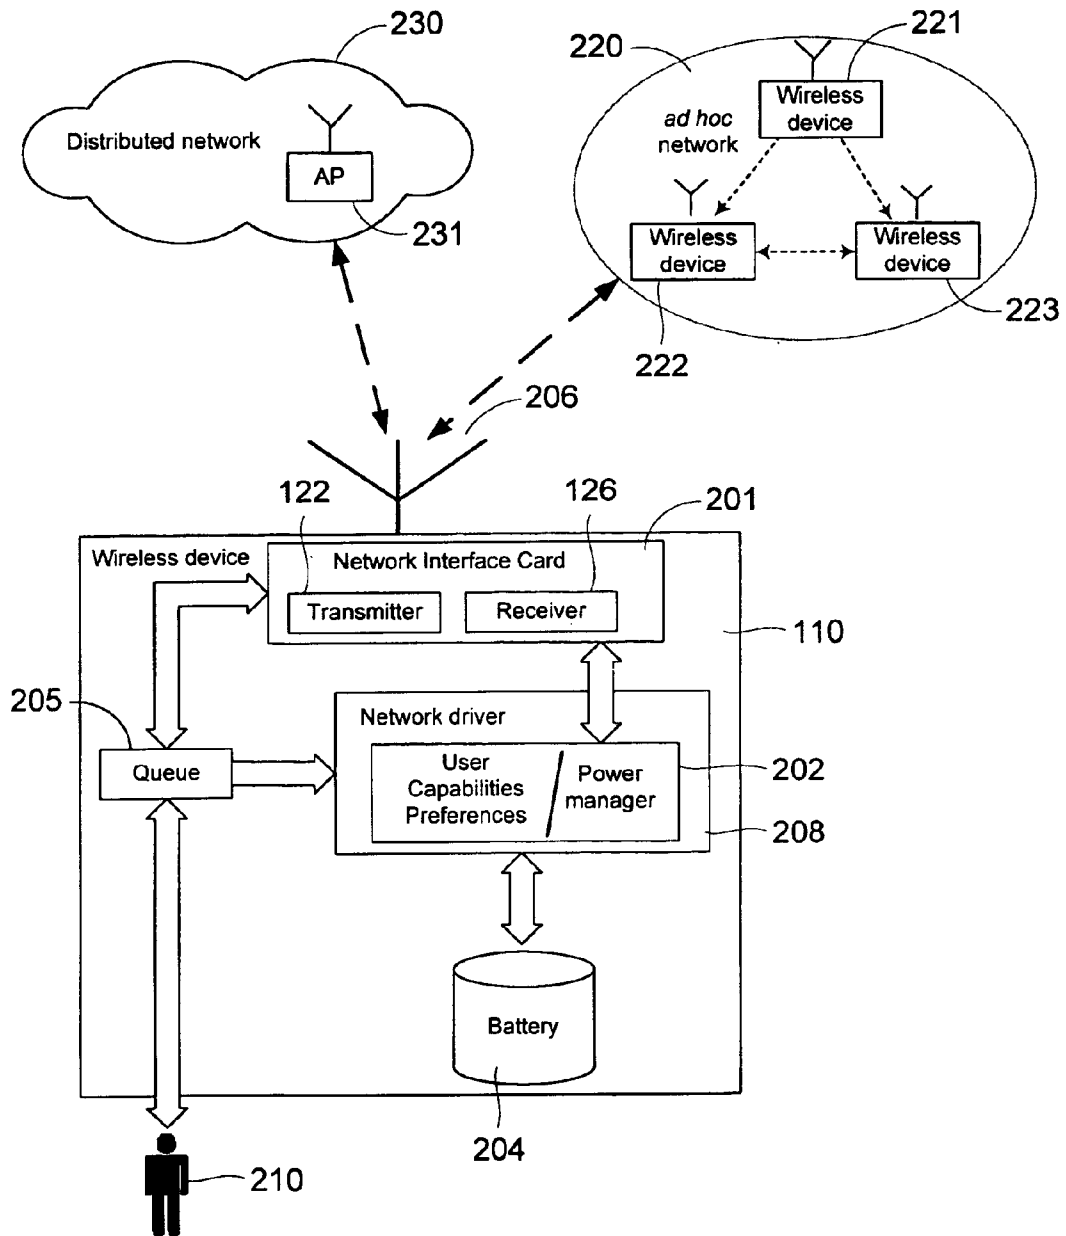 230
Distributed network
AP
231
220
221
Wireless
device
ad hoc
network
Wireless
device
Wireless
device
222
223
206
122
126
201
Wireless device
Network Interface Card
Transmitter
Receiver
110
205
Queue
Network driver
User
Capabilities
Preferences
Power
manager
202
208
Battery
204
210